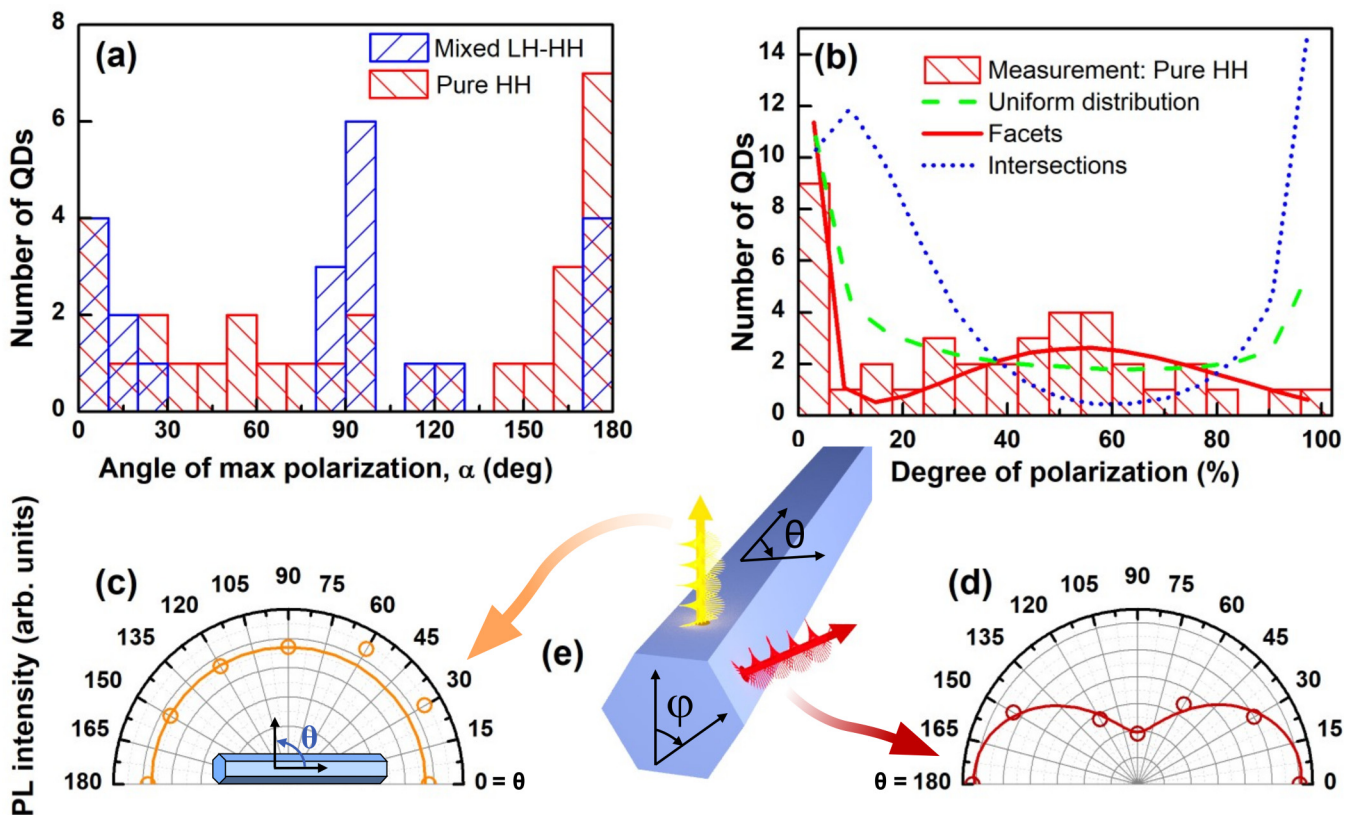 (a)
Mixed LH-HH
Pure HH
Number of QDs
8
6
4
2
0
0 30 60 90 120 150 180
Angle of max polarization, α (deg)
(b)
Measurement: Pure HH
Uniform distribution
Facets
Intersections
Number of QDs
14
12
10
8
6
4
2
0
0 20 40 60 80 100
Degree of polarization (%)
PL intensity (arb. units)
(c)
180 165 150 135 120 105 90 75 60 45 30 15 0 = θ
θ
(e)
θ
φ
(d)
θ = 180 165 150 135 120 105 90 75 60 45 30 15 0